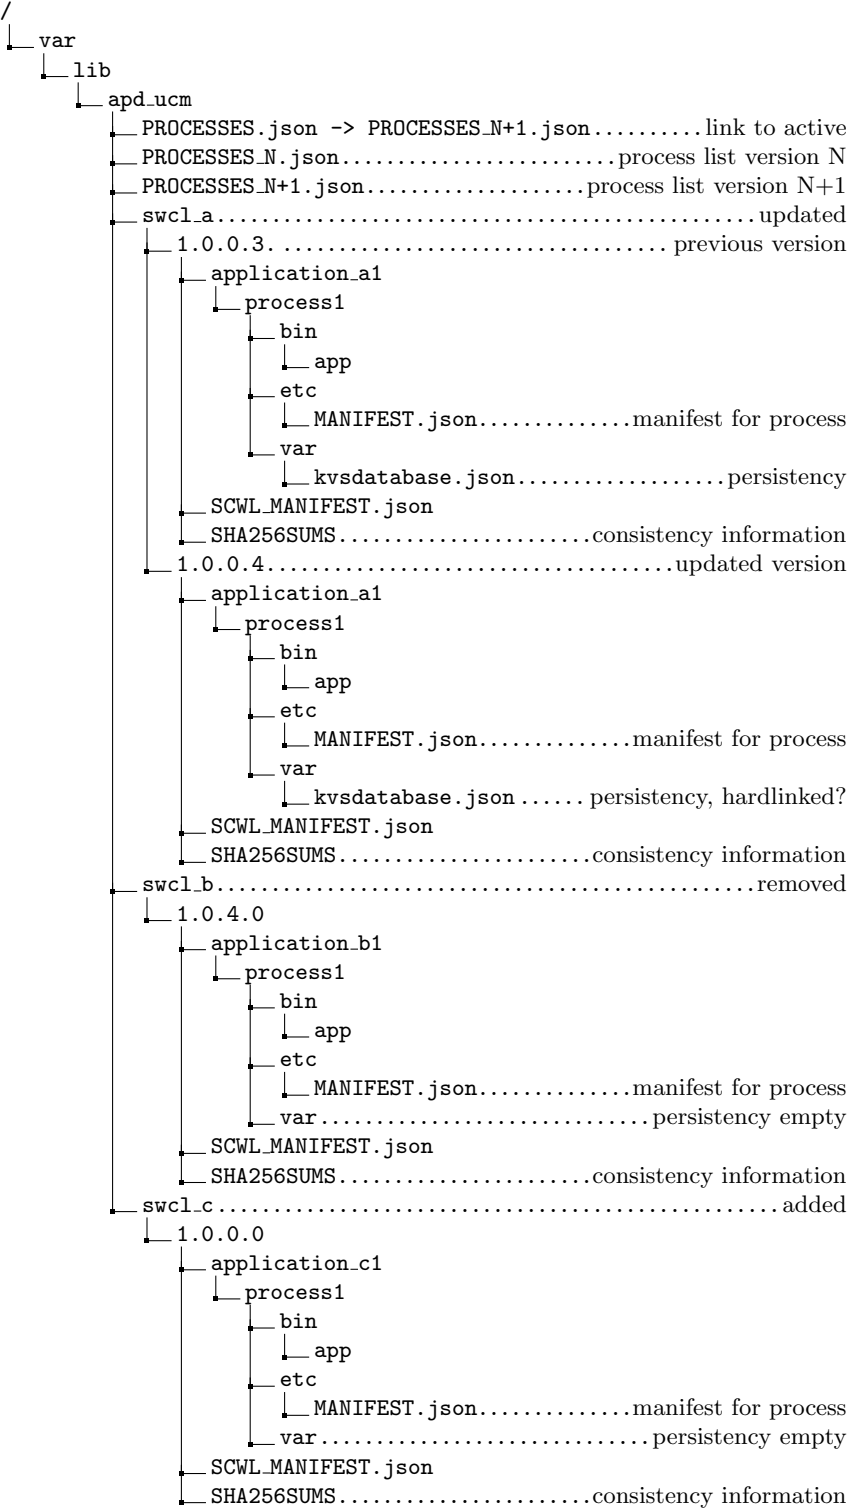 /
var
lib
apd_ucm
PROCESSES.json -> PROCESSES_N+1.json..........link to active
PROCESSES_N.json........................process list version N
PROCESSES_N+1.json....................process list version N+1
swcl_a................................................updated
1.0.0.3. ................................... previous version
application_a1
process1
bin
app
etc
MANIFEST.json..............manifest for process
var
kvsdatabase.json...................persistency
SCWL_MANIFEST.json
SHA256SUMS.......................consistency information
1.0.0.4.....................................updated version
application_a1
process1
bin
app
etc
MANIFEST.json..............manifest for process
var
kvsdatabase.json ...... persistency, hardlinked?
SCWL_MANIFEST.json
SHA256SUMS.......................consistency information
swcl_b................................................removed
1.0.4.0
application_b1
process1
bin
app
etc
MANIFEST.json..............manifest for process
var..............................persistency empty
SCWL_MANIFEST.json
SHA256SUMS.......................consistency information
swcl_c..................................................added
1.0.0.0
application_c1
process1
bin
app
etc
MANIFEST.json..............manifest for process
var..............................persistency empty
SCWL_MANIFEST.json
SHA256SUMS.......................consistency information